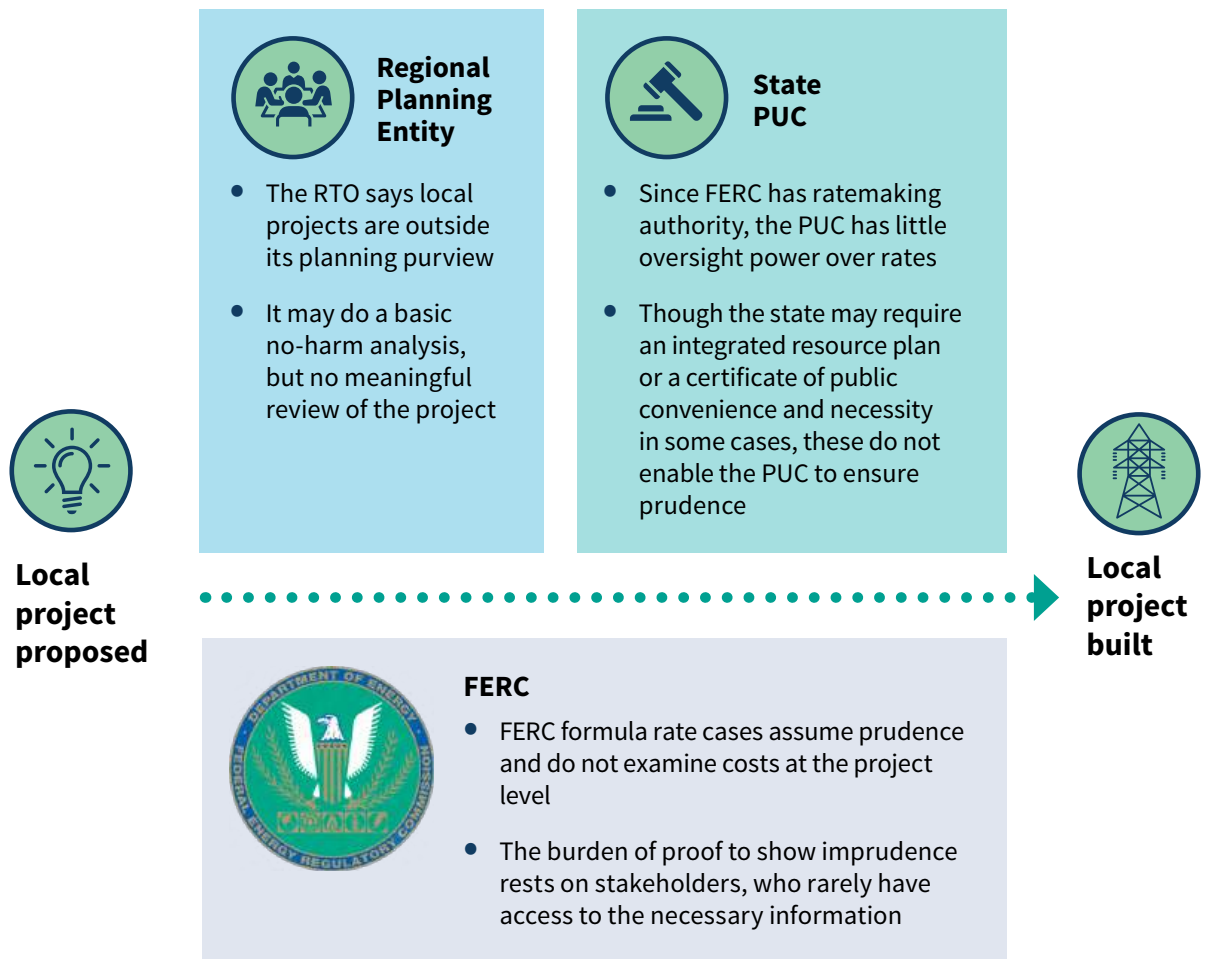 Regional
Planning
Entity
• The RTO says local
projects are outside
its planning purview
• It may do a basic
no-harm analysis,
but no meaningful
review of the project
State
PUC
• Since FERC has ratemaking
authority, the PUC has little
oversight power over rates
• Though the state may require
an integrated resource plan
or a certificate of public
convenience and necessity
in some cases, these do not
enable the PUC to ensure
prudence
Local
project
proposed
Local
project
built
DEPARTMENT OF ENERGY
FEDERAL ENERGY REGULATORY COMMISSION
FERC
• FERC formula rate cases assume prudence
and do not examine costs at the project
level
• The burden of proof to show imprudence
rests on stakeholders, who rarely have
access to the necessary information